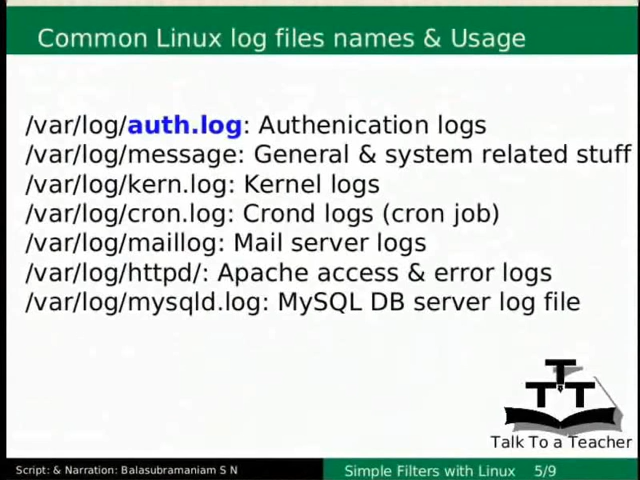 Common Linux log files names & Usage
/var/log/auth.log: Authenication logs
/var/log/message: General & system related stuff
/var/log/kern.log: Kernel logs
/var/log/cron.log: Crond logs (cron job)
/var/log/maillog: Mail server logs
/var/log/httpd/: Apache access & error logs
/var/log/mysqld.log: MySQL DB server log file
T T T
Talk To a Teacher
Script: & Narration: Balasubramaniam S N
Simple Filters with Linux 5/9